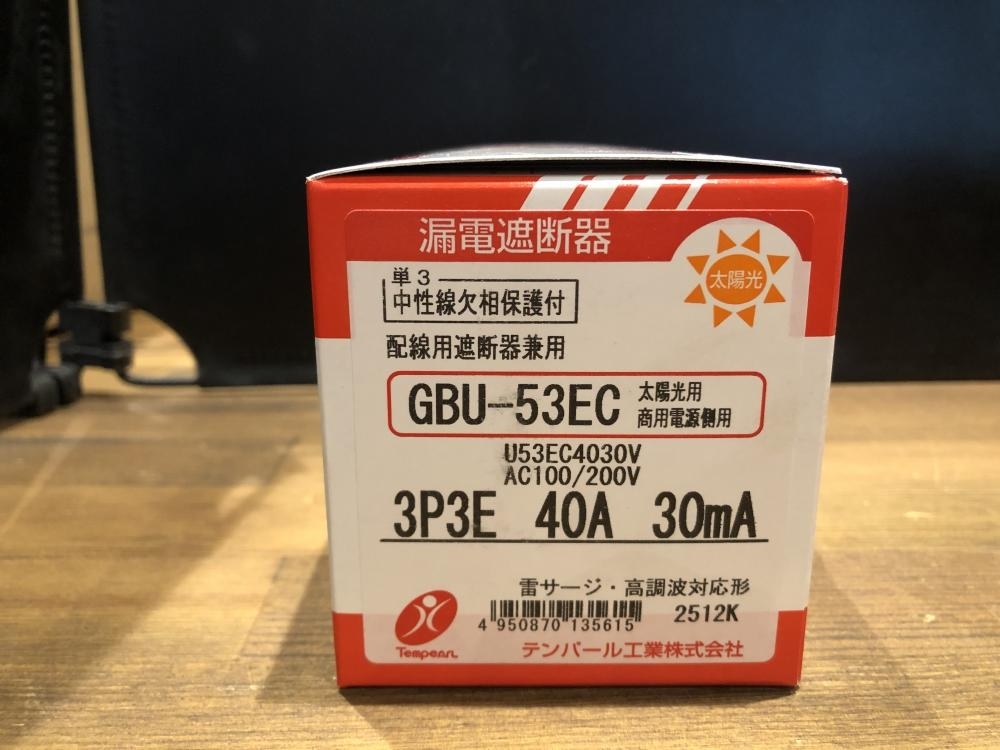 漏電遮断器
太陽光
単3
中性線欠相保護付
配線用遮断器兼用
GBU-53EC
太陽光用
商用電源側用
U53EC4030V
AC100/200V
3P3E 40A 30mA
雷サージ・高調波対応形
4 950870 135615
2512K
Tempearl
テンパール工業株式会社